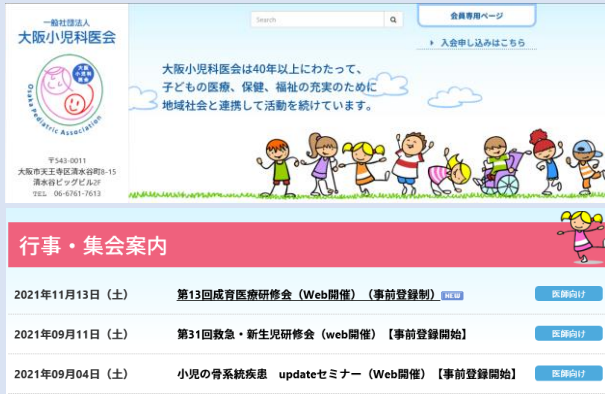 一般社団法人
大阪小児科医会
大阪
小児科
医会
Osaka Pediatric Association
〒543-0011
大阪市天王寺区清水谷町8-15
清水谷ビッグビル2F
TEL 06-6761-7613
Search
会員専用ページ
入会申し込みはこちら
大阪小児科医会は40年以上にわたって、
子どもの医療、保健、福祉の充実のために
地域社会と連携して活動を続けています。
行事・集会案内
2021年11月13日（土） 第13回成育医療研修会（Web開催）（事前登録制） NEW 医師向け
2021年09月11日（土） 第31回救急・新生児研修会（web開催）【事前登録開始】 医師向け
2021年09月04日（土） 小児の骨系統疾患　updateセミナー（Web開催）【事前登録開始】 医師向け